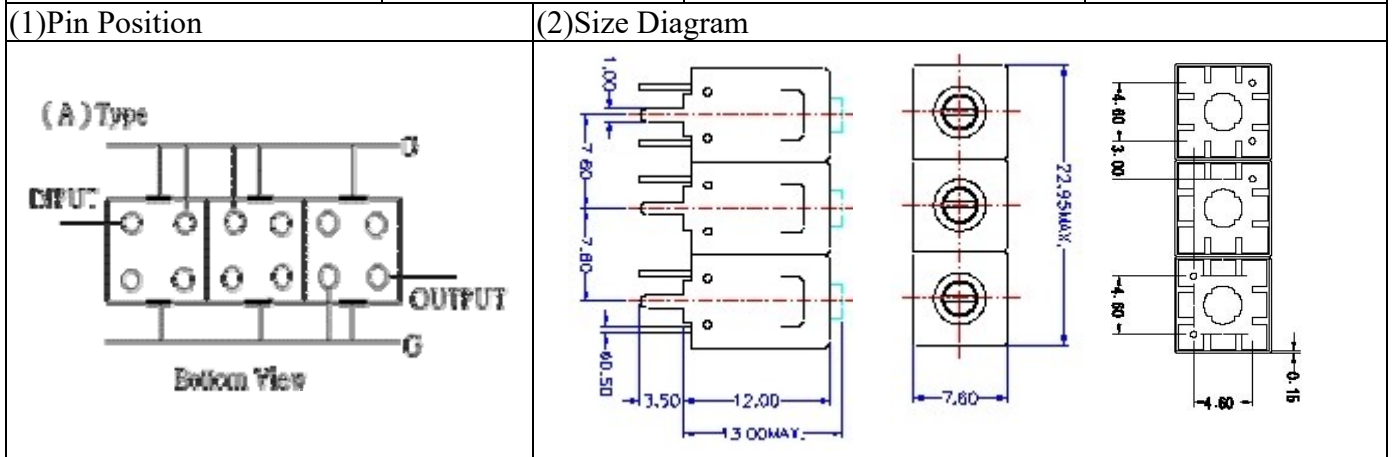 (1)Pin Position
(2)Size Diagram
(A)Type
G
INPUT
OUTPUT
G
Bottom View
1.00
7.60
7.60
Φ0.50
3.50
12.00
13.00MAX.
22.95MAX.
7.60
4.60
3.00
4.60
0.15
4.60